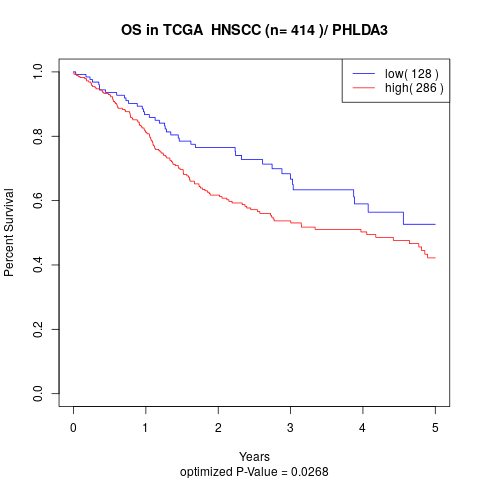 OS in TCGA  HNSCC (n= 414 )/ PHLDA3
low( 128 )
high( 286 )
Percent Survival
1.0
0.8
0.6
0.4
0.2
0.0
0 1 2 3 4 5
Years
optimized P-Value = 0.0268